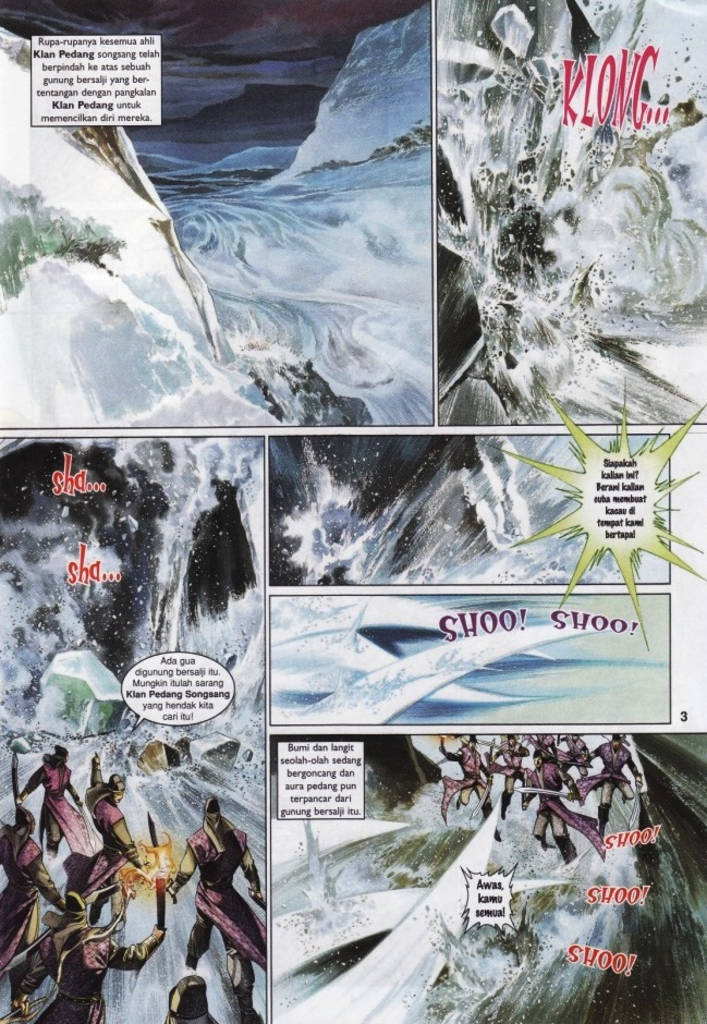 Rupa-rupanya kesemua ahli
Klan Pedang songsang telah
berpindah ke atas sebuah
gunung bersalji yang ber-
tentangan dengan pangkalan
Klan Pedang untuk
memencilkan diri mereka.
KLONG...
sha...
sha...
Siapakah
kalian ini?
Berani kalian
cuba membuat
kacau di
tempat kami
bertapa!
SHOO! SHOO!
Ada gua
digunung bersalji itu.
Mungkin itulah sarang
Klan Pedang Songsang
yang hendak kita
cari itu!
3
Bumi dan langit
seolah-olah sedang
bergoncang dan
aura pedang pun
terpancar dari
gunung bersalji itu.
SHOO!
Awas,
kamu
semua!
SHOO!
SHOO!